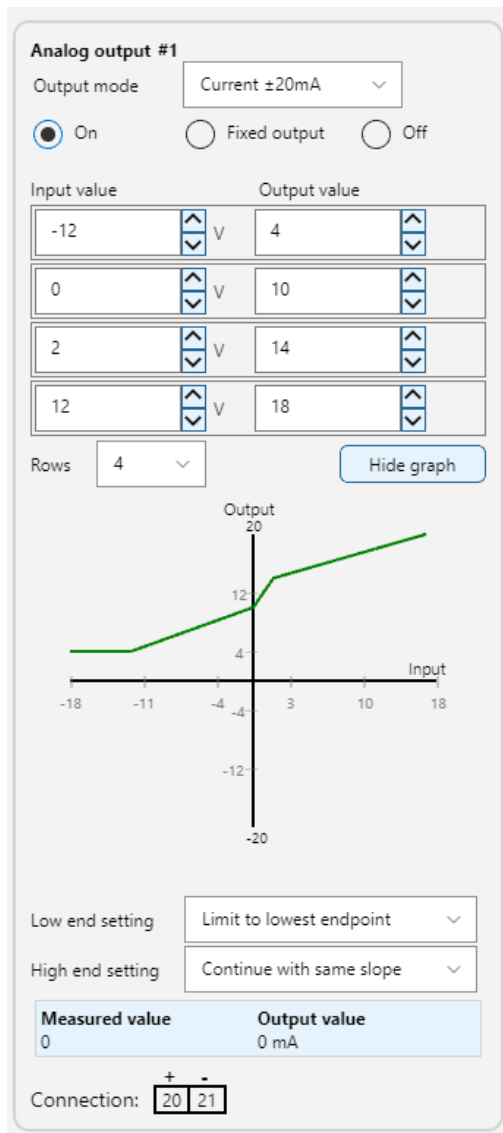 Analog output #1
Output mode Current ±20mA
On Fixed output Off
Input value Output value
-12 V 4
0 V 10
2 V 14
12 V 18
Rows 4 Hide graph
Output
20
12
4
Input
-18 -11 -4 3 10 18
-4
-12
-20
Low end setting Limit to lowest endpoint
High end setting Continue with same slope
Measured value Output value
0 0 mA
+ -
Connection: 20 21